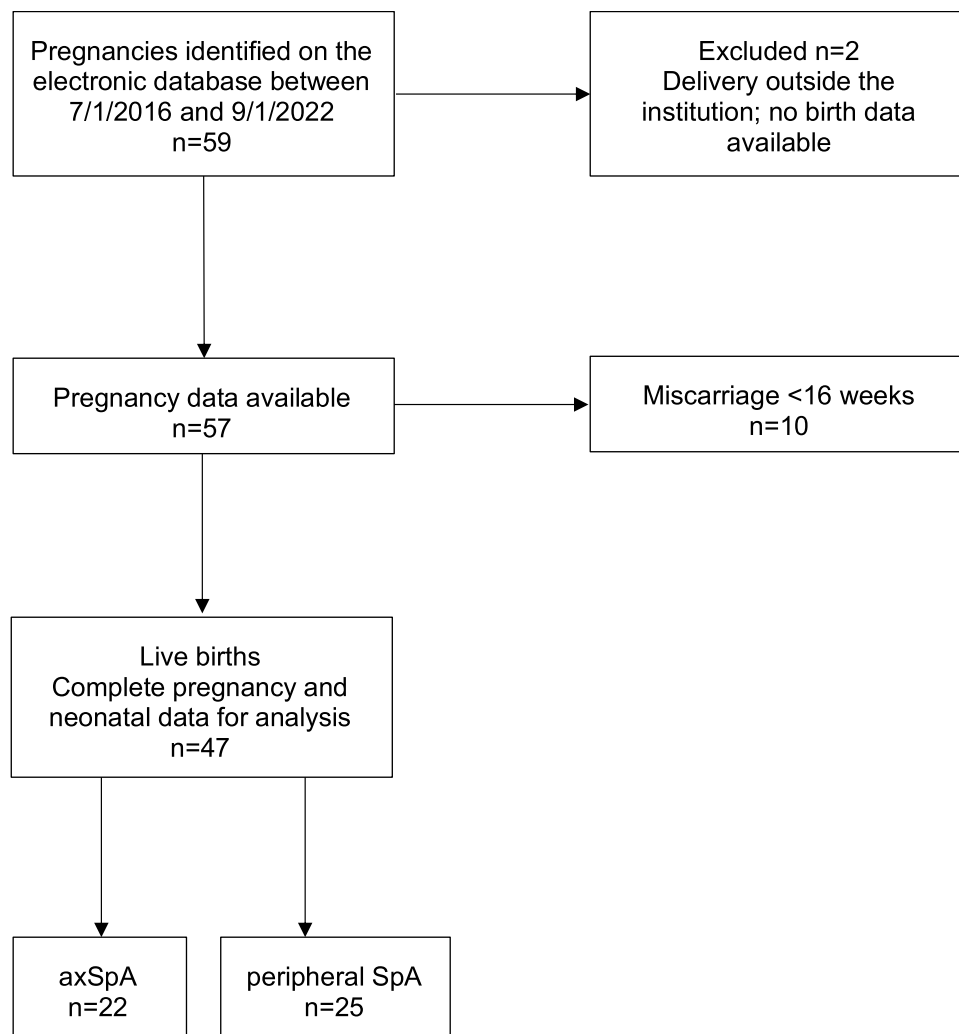 Pregnancies identified on the
electronic database between
7/1/2016 and 9/1/2022
n=59
Excluded n=2
Delivery outside the
institution; no birth data
available
Pregnancy data available
n=57
Miscarriage <16 weeks
n=10
Live births
Complete pregnancy and
neonatal data for analysis
n=47
axSpA
n=22
peripheral SpA
n=25